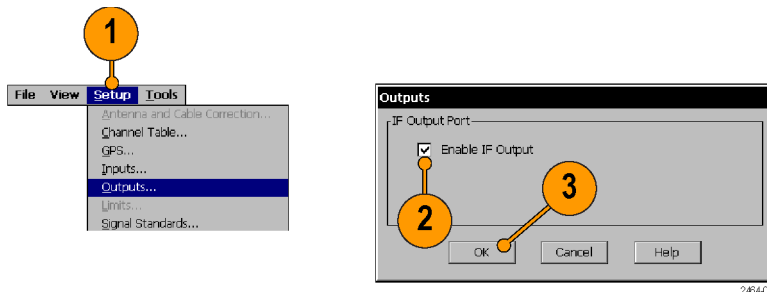 1
File View Setup Tools
Antenna and Cable Correction...
Channel Table...
GPS...
Inputs...
Outputs...
Limits...
Signal Standards...
Outputs
IF Output Port
Enable IF Output
2
3
OK Cancel Help